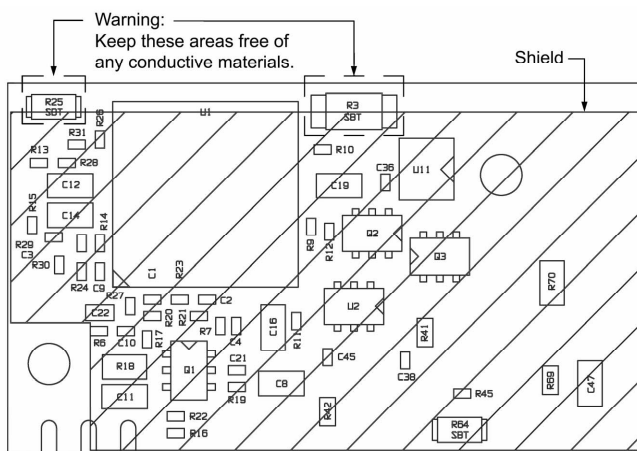 Warning:
Keep these areas free of
any conductive materials.
Shield
R25
SBT
R26
U1
R3
SBT
R31
R10
R13
R28
C36
U11
C12
C19
R15
C14
R14
R9
R12
Q2
R29
C3
Q3
R30
R24
C9
C1
R23
R70
R27
C2
U2
C22
R20
R21
C16
R11
R41
R6
C10
R17
R7
C4
C45
C38
R18
Q1
C21
C8
R69
C47
C11
R19
R42
R45
R22
R64
SBT
R16